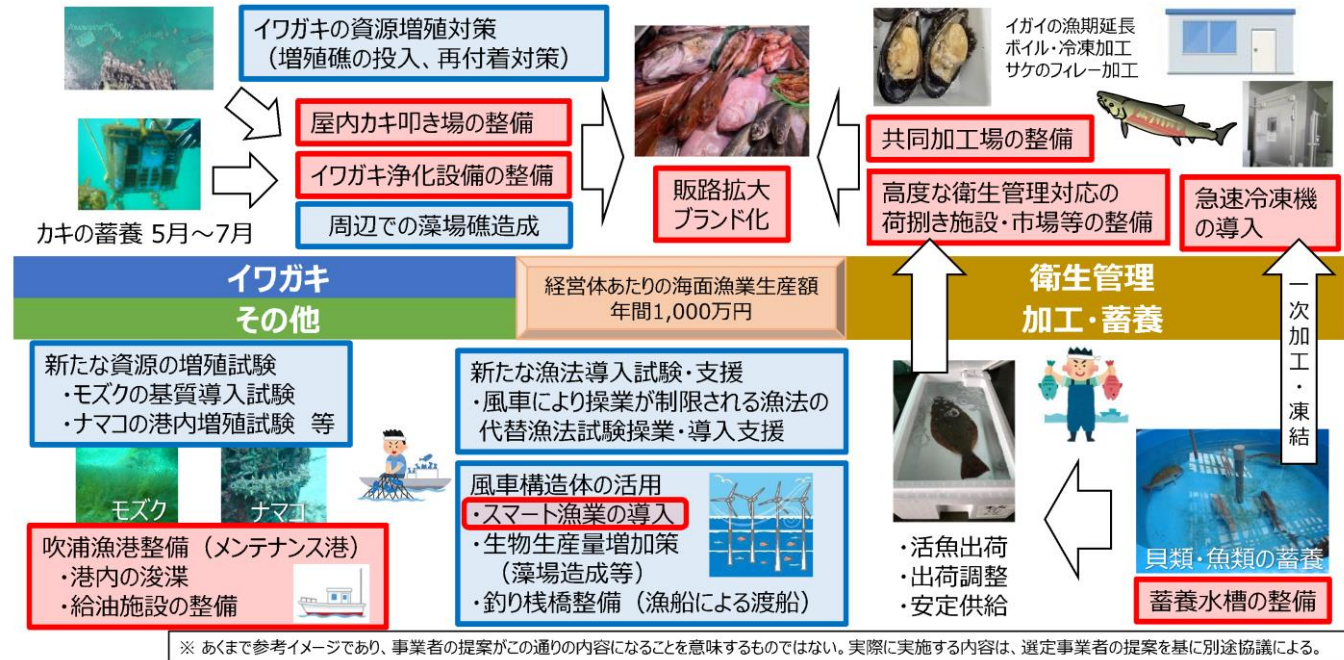 イワガキの資源増殖対策
（増殖礁の投入、再付着対策）
屋内カキ叩き場の整備
イワガキ浄化設備の整備
周辺での藻場礁造成
カキの蓄養 5月～7月
販路拡大
ブランド化
イガイの漁期延長
ボイル・冷凍加工
サケのフィレー加工
共同加工場の整備
高度な衛生管理対応の
荷捌き施設・市場等の整備
急速冷凍機
の導入
イワガキ
その他
経営体あたりの海面漁業生産額
年間1,000万円
衛生管理
加工・蓄養
一次加工・凍結
新たな資源の増殖試験
・モズクの基質導入試験
・ナマコの港内増殖試験 等
モズク
ナマコ
吹浦漁港整備（メンテナンス港）
・港内の浚渫
・給油施設の整備
新たな漁法導入試験・支援
・風車により操業が制限される漁法の
代替漁法試験操業・導入支援
風車構造体の活用
・スマート漁業の導入
・生物生産量増加策
（藻場造成等）
・釣り桟橋整備（漁船による渡船）
・活魚出荷
・出荷調整
・安定供給
貝類・魚類の蓄養
蓄養水槽の整備
※ あくまで参考イメージであり、事業者の提案がこの通りの内容になることを意味するものではない。実際に実施する内容は、選定事業者の提案を基に別途協議による。